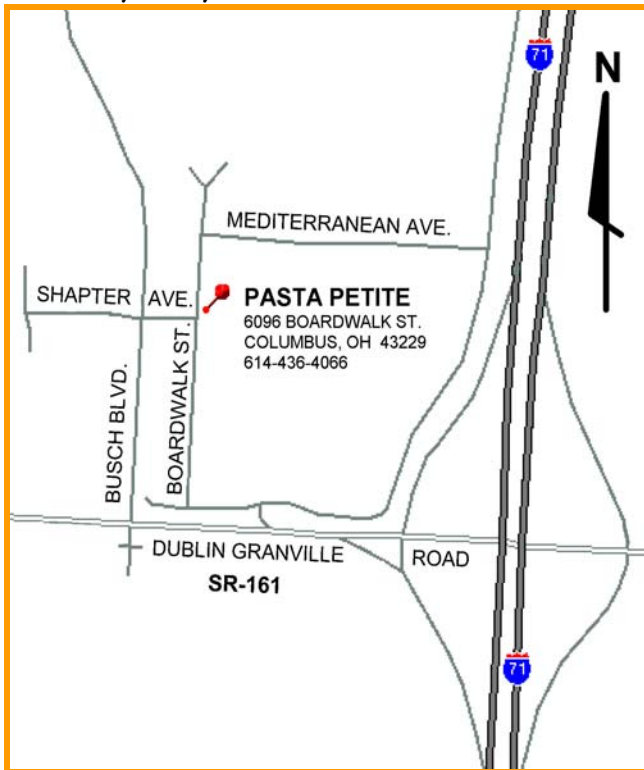 71
N
MEDITERRANEAN AVE.
SHAPTER AVE.
PASTA PETITE
6096 BOARDWALK ST.
COLUMBUS, OH 43229
614-436-4066
BUSCH BLVD.
BOARDWALK ST.
DUBLIN GRANVILLE ROAD
SR-161
71